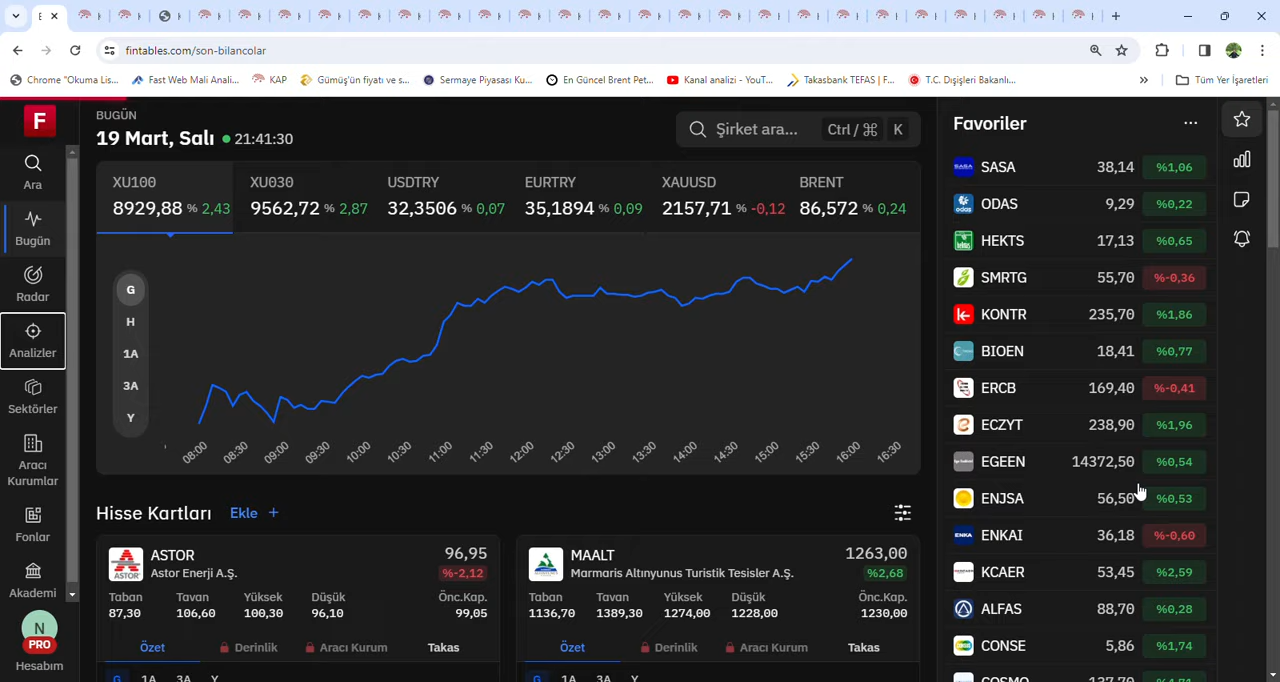 fintables.com/son-bilancolar
Chrome "Okuma Lis...
Fast Web Mali Anali...
KAP
Gümüş'ün fiyatı ve s...
Sermaye Piyasası Ku...
En Güncel Brent Pet...
Kanal analizi - YouT...
Takasbank TEFAS | F...
T.C. Dışişleri Bakanlı...
»
Tüm Yer İşaretleri
F
Ara
Bugün
Radar
Analizler
Sektörler
Aracı
Kurumlar
Fonlar
Akademi
N
PRO
Hesabım
BUGÜN
19 Mart, Salı 21:41:30
Şirket ara... Ctrl / ⌘ K
XU100
8929,88 % 2,43
XU030
9562,72 % 2,87
USDTRY
32,3506 % 0,07
EURTRY
35,1894 % 0,09
XAUUSD
2157,71 % -0,12
BRENT
86,572 % 0,24
G
H
1A
3A
Y
08:00 08:30 09:00 09:30 10:00 10:30 11:00 11:30 12:00 12:30 13:00 13:30 14:00 14:30 15:00 15:30 16:00 16:30
Hisse Kartları Ekle +
ASTOR 96,95
Astor Enerji A.Ş. %-2,12
Taban Tavan Yüksek Düşük Önc.Kap.
87,30 106,60 100,30 96,10 99,05
Özet Derinlik Aracı Kurum Takas
G 1A 3A Y
MAALT 1263,00
Marmaris Altınyunus Turistik Tesisler A.Ş. %2,68
Taban Tavan Yüksek Düşük Önc.Kap.
1136,70 1389,30 1274,00 1228,00 1230,00
Özet Derinlik Aracı Kurum Takas
G 1A 3A Y
Favoriler ...
SASA 38,14 %1,06
ODAS 9,29 %0,22
HEKTS 17,13 %0,65
SMRTG 55,70 %-0,36
KONTR 235,70 %1,86
BIOEN 18,41 %0,77
ERCB 169,40 %-0,41
ECZYT 238,90 %1,96
EGEEN 14372,50 %0,54
ENJSA 56,50 %0,53
ENKAI 36,18 %-0,60
KCAER 53,45 %2,59
ALFAS 88,70 %0,28
CONSE 5,86 %1,74
COSMO 137,70 %4,71